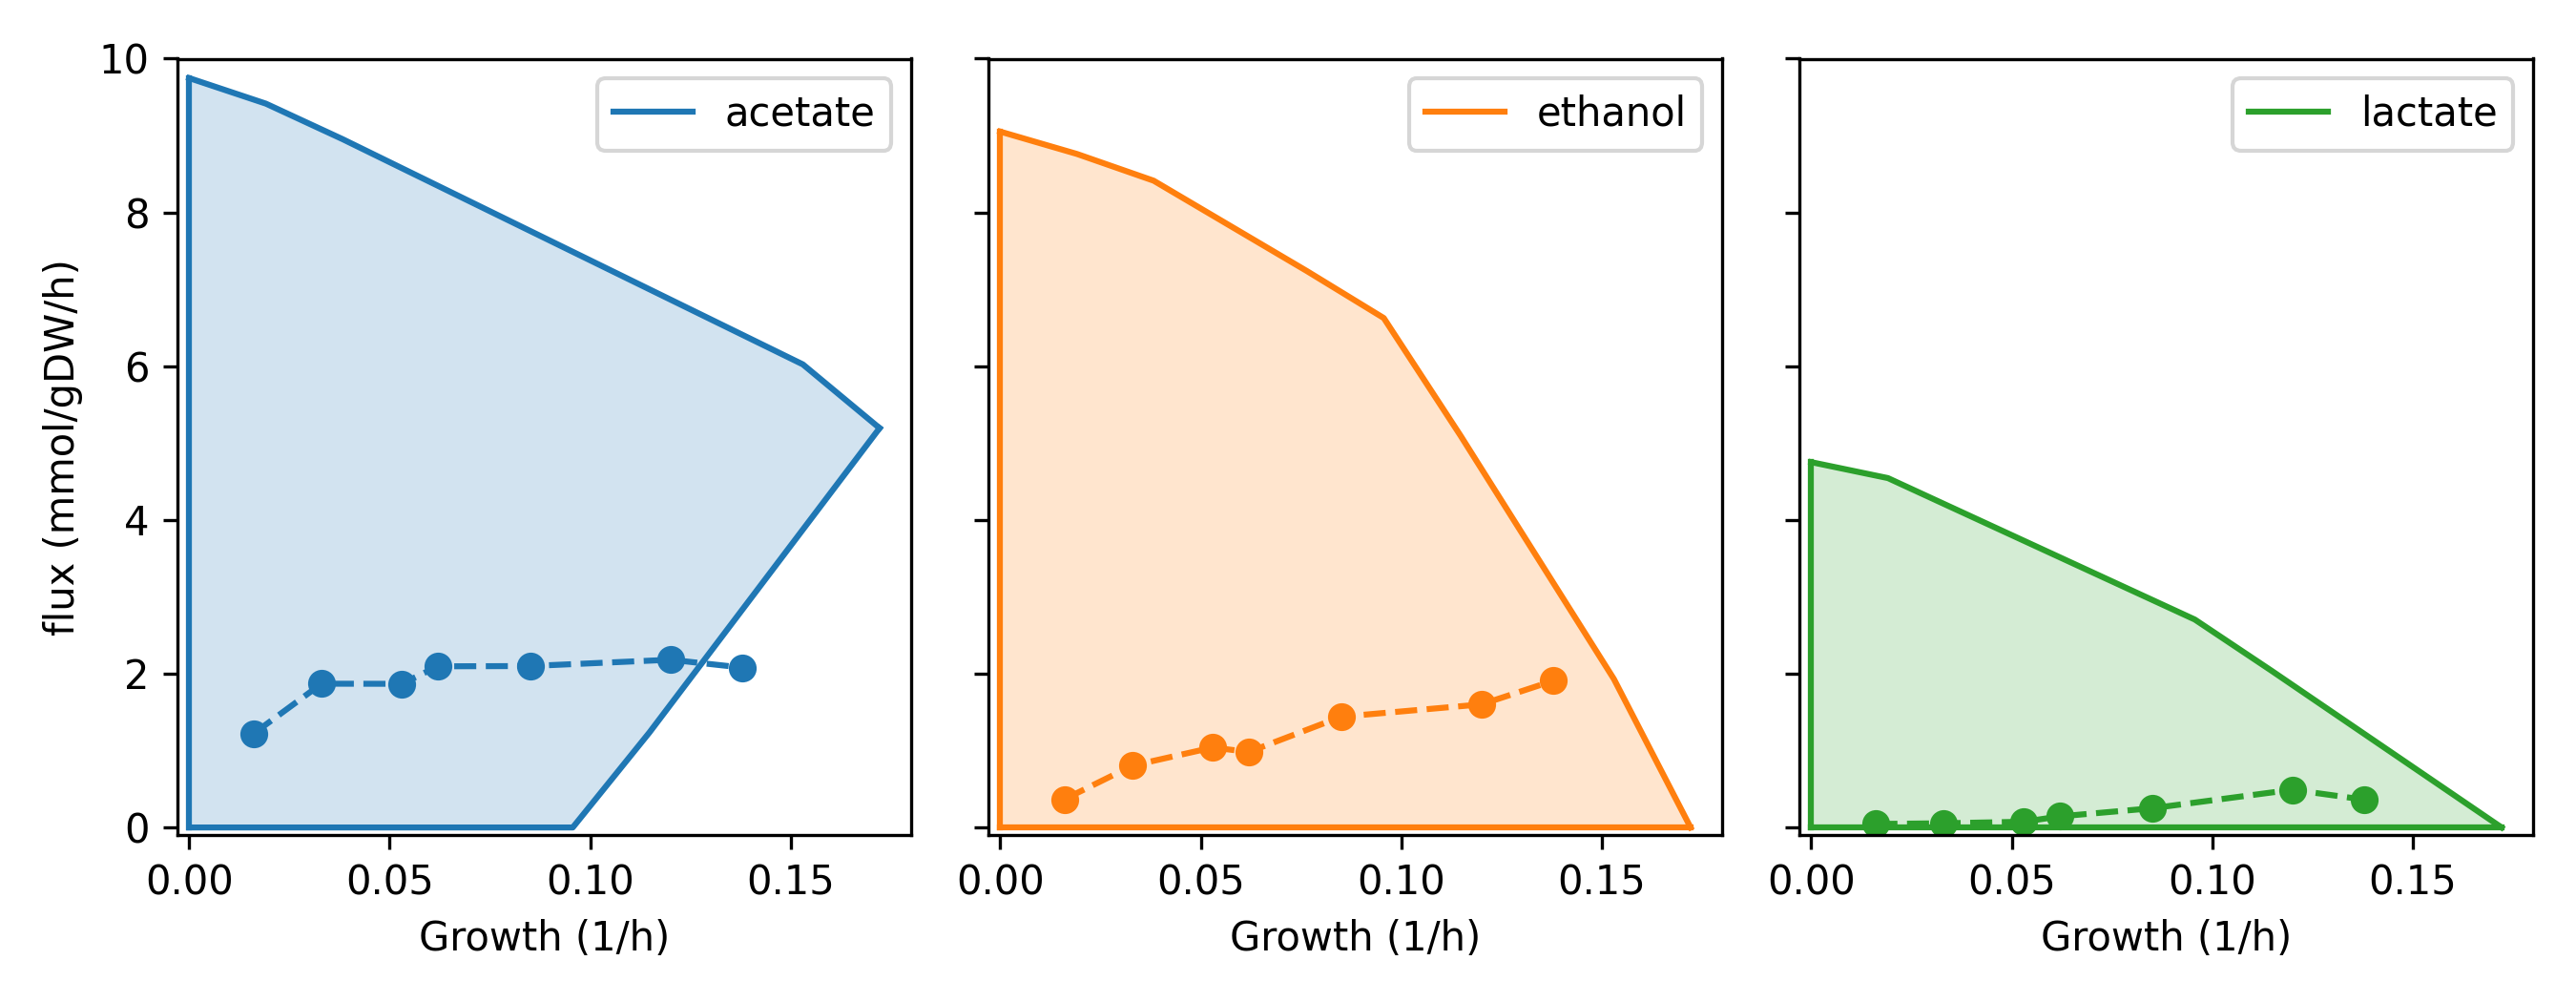 acetate
ethanol
lactate
flux (mmol/gDW/h)
10
8
6
4
2
0
0.00 0.05 0.10 0.15
0.00 0.05 0.10 0.15
0.00 0.05 0.10 0.15
Growth (1/h)
Growth (1/h)
Growth (1/h)